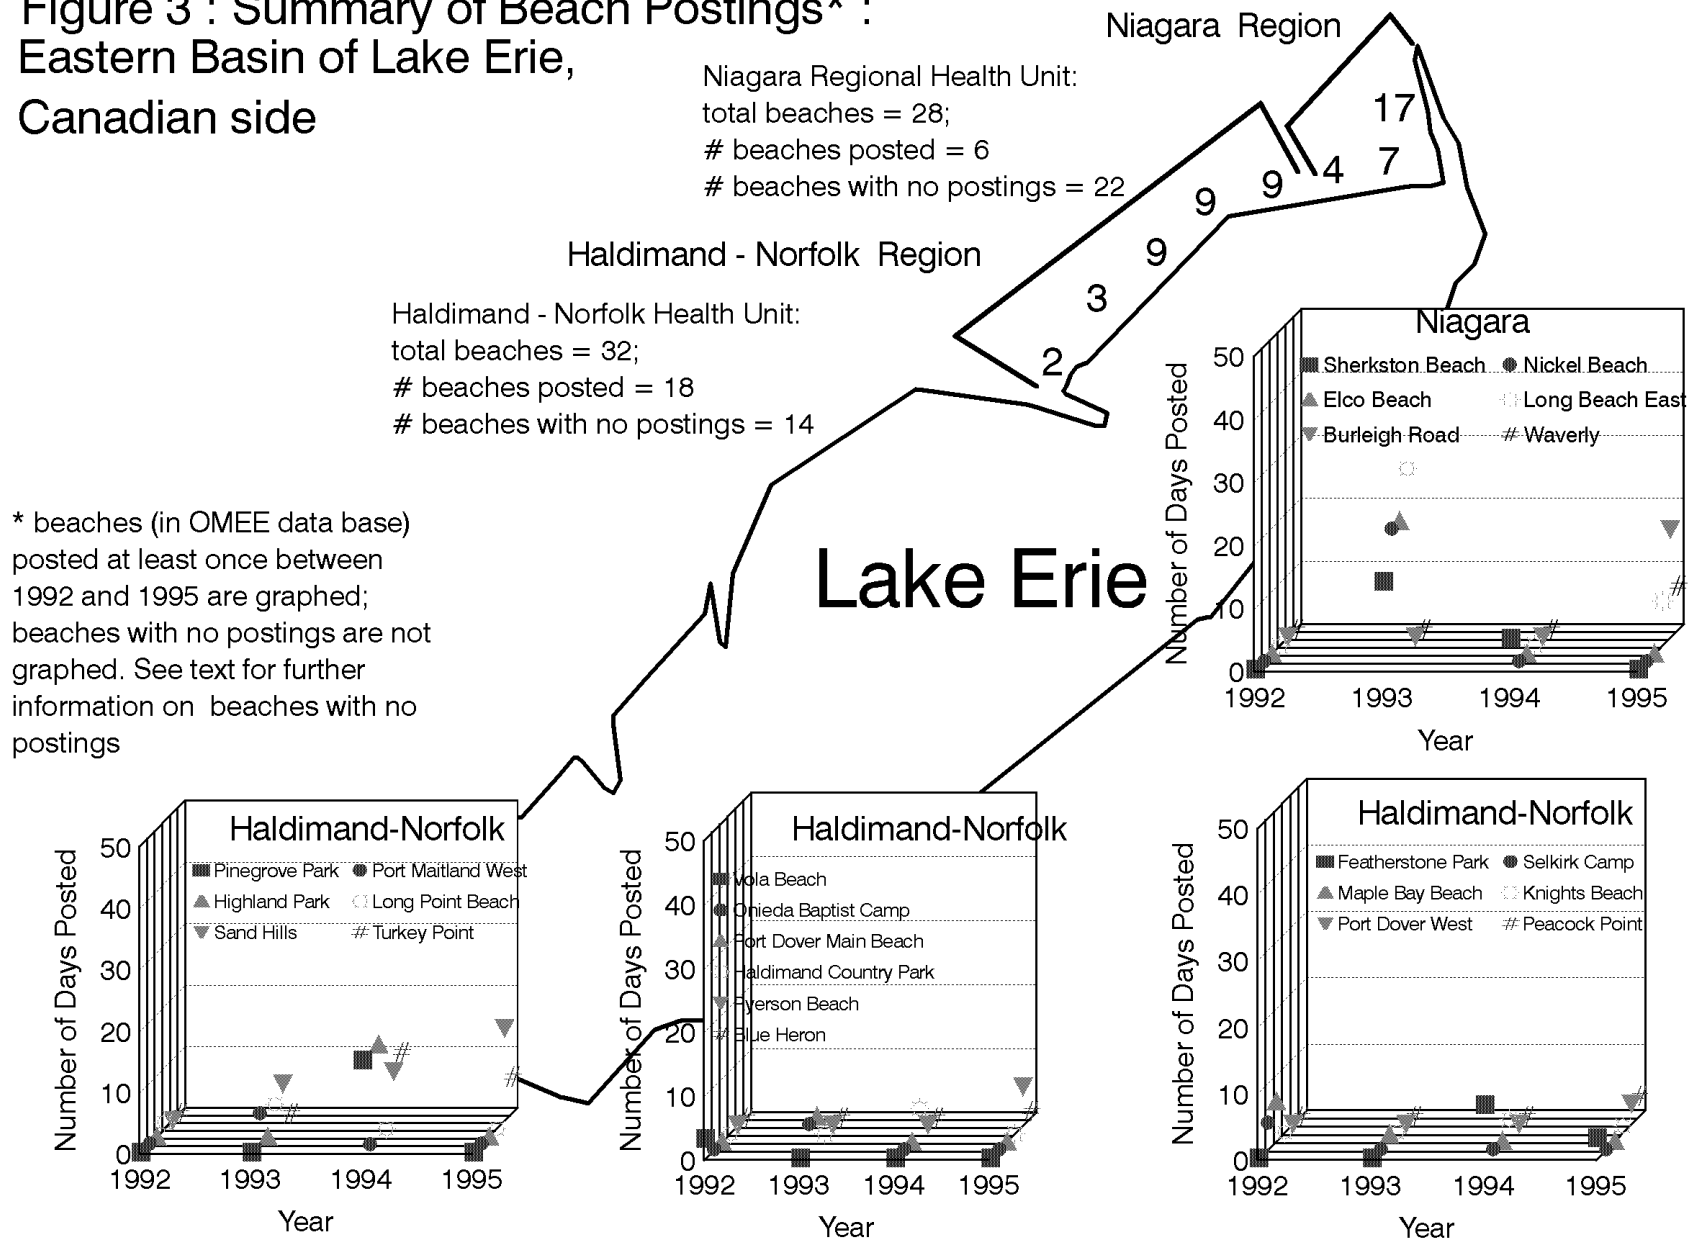 Figure 3 : Summary of Beach Postings* :
Eastern Basin of Lake Erie,
Canadian side
Niagara Region
Niagara Regional Health Unit:
total beaches = 28;
# beaches posted = 6
# beaches with no postings = 22
17
7
4
9
9
9
3
2
Haldimand - Norfolk Region
Haldimand - Norfolk Health Unit:
total beaches = 32;
# beaches posted = 18
# beaches with no postings = 14
* beaches (in OMEE data base)
posted at least once between
1992 and 1995 are graphed;
beaches with no postings are not
graphed. See text for further
information on beaches with no
postings
Lake Erie
Niagara
Sherkston Beach Nickel Beach
Elco Beach Long Beach East
Burleigh Road # Waverly
Number of Days Posted
50
40
30
20
10
0
1992 1993 1994 1995
Year
Haldimand-Norfolk
Pinegrove Park Port Maitland West
Highland Park Long Point Beach
Sand Hills # Turkey Point
Number of Days Posted
50
40
30
20
10
0
1992 1993 1994 1995
Year
Haldimand-Norfolk
Vola Beach
Onieda Baptist Camp
Port Dover Main Beach
Haldimand Country Park
Ryerson Beach
# Blue Heron
Number of Days Posted
50
40
30
20
10
0
1992 1993 1994 1995
Year
Haldimand-Norfolk
Featherstone Park Selkirk Camp
Maple Bay Beach Knights Beach
Port Dover West # Peacock Point
Number of Days Posted
50
40
30
20
10
0
1992 1993 1994 1995
Year